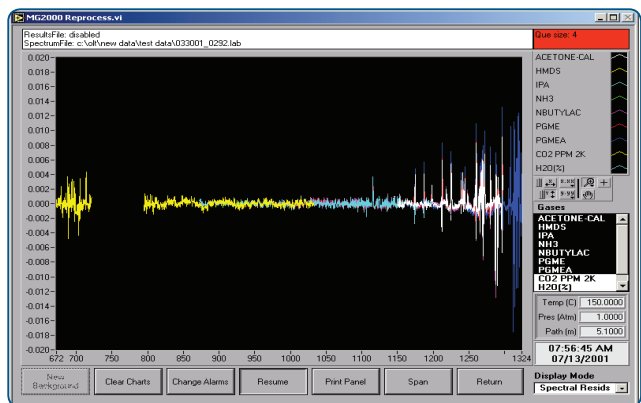 MG2000 Reprocess.vi
ResultsFile: disabled
SpectrumFile: c:\olt\new data\test data\033001_0292.lab
Que size: 4
0.020
0.018
0.016
0.014
0.012
0.010
0.008
0.006
0.004
0.002
0.000
-0.002
-0.004
-0.006
-0.008
-0.010
-0.012
-0.014
-0.016
-0.018
-0.020
672 700 750 800 850 900 950 1000 1050 1100 1150 1200 1250 1324
ACETONE-CAL
HMDS
IPA
NH3
NBUTYLAC
PGME
PGMEA
CO2 PPM 2K
H2O(%)
Gases
ACETONE-CAL
HMDS
IPA
NH3
NBUTYLAC
PGME
PGMEA
CO2 PPM 2K
H2O(%)
Temp (C) 150.0000
Pres (Atm) 1.0000
Path (m) 5.1000
07:56:45 AM
07/13/2001
Display Mode
Spectral Resids
New Background
Clear Charts
Change Alarms
Resume
Print Panel
Span
Return